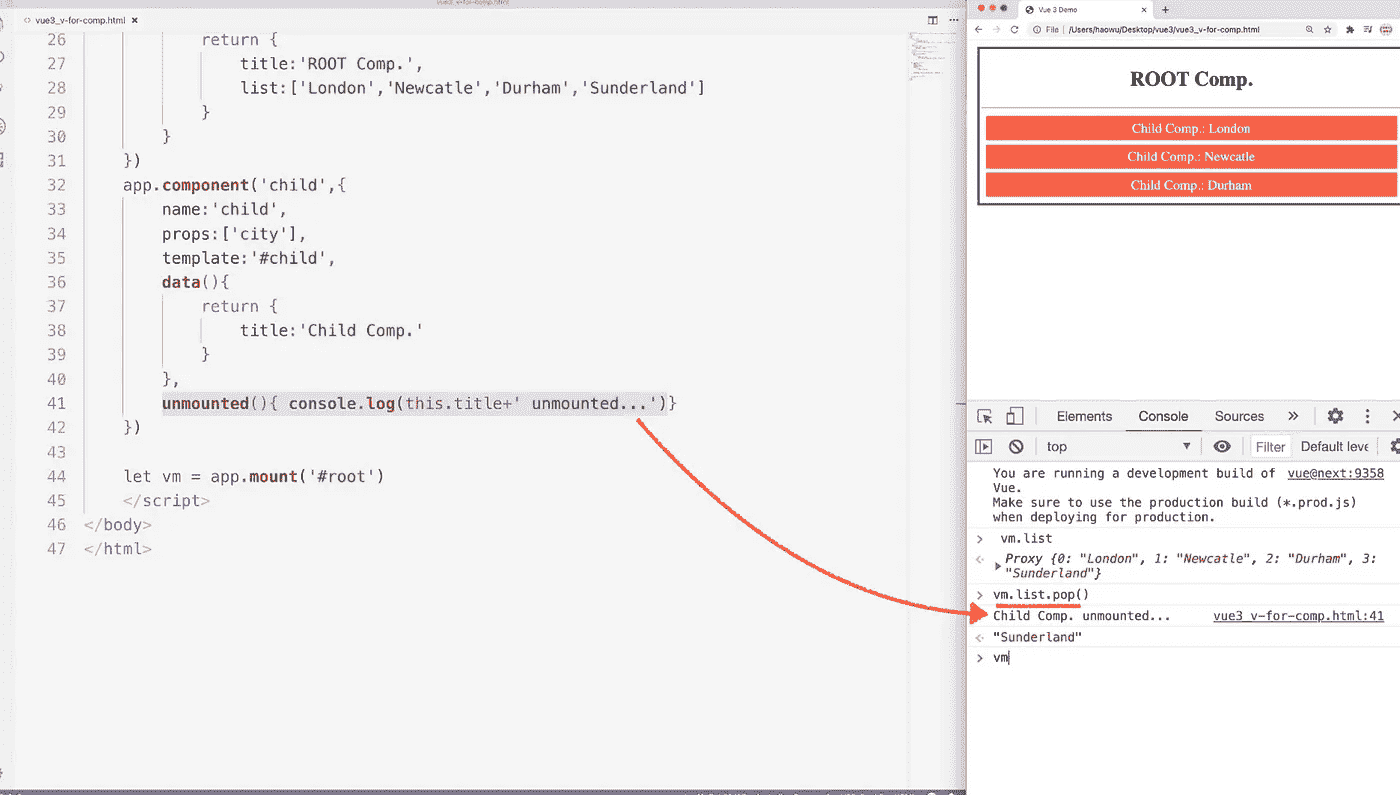 vue3_v-for-comp.html
vue3_v-for-comp.html ×
26 return {
27 title:'ROOT Comp.',
28 list:['London','Newcatle','Durham','Sunderland']
29 }
30 }
31 })
32 app.component('child',{
33 name:'child',
34 props:['city'],
35 template:'#child',
36 data(){
37 return {
38 title:'Child Comp.'
39 }
40 },
41 unmounted(){ console.log(this.title+' unmounted...')}
42 })
43
44 let vm = app.mount('#root')
45 </script>
46 </body>
47 </html>
Vue 3 Demo
File | /Users/haowu/Desktop/vue3/vue3_v-for-comp.html
ROOT Comp.
Child Comp.: London
Child Comp.: Newcatle
Child Comp.: Durham
Elements Console Sources »
top Filter Default leve
You are running a development build of vue@next:9358
Vue.
Make sure to use the production build (*.prod.js)
when deploying for production.
> vm.list
Proxy {0: "London", 1: "Newcatle", 2: "Durham", 3:
"Sunderland"}
> vm.list.pop()
Child Comp. unmounted... vue3 v-for-comp.html:41
"Sunderland"
> vm